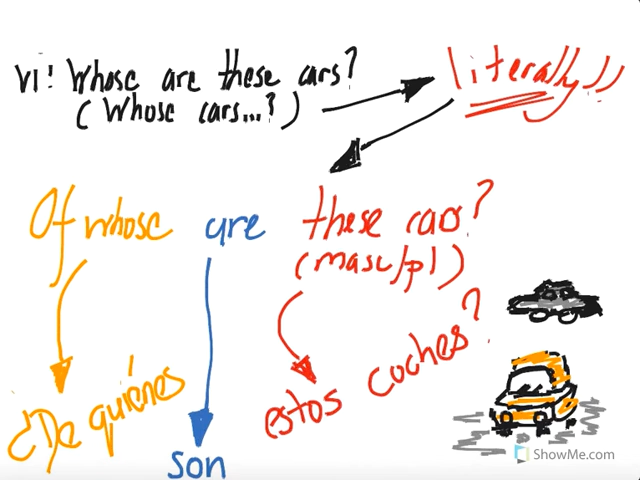 VI! Whose are these cars?
(Whose cars...?)
literally!!
Of whose are these cars?
(masc/pl)
¿De quiénes son estos coches?
ShowMe.com